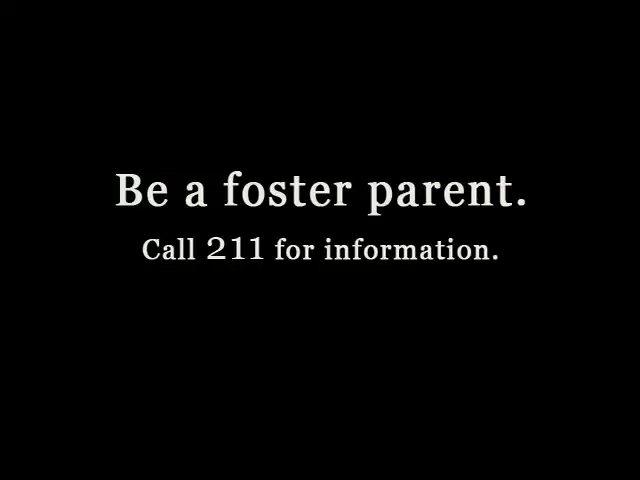 Be a foster parent.
Call 211 for information.